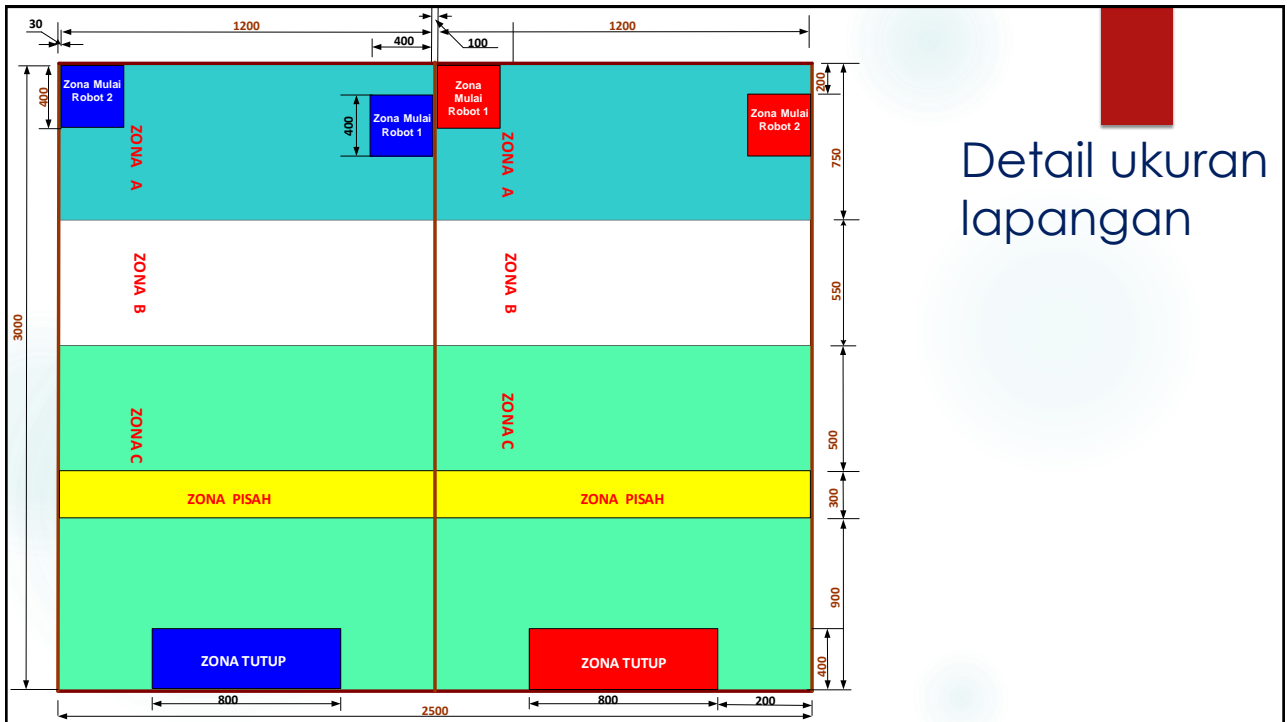 30
1200
1200
400
100
Zona Mulai
Robot 2
400
Zona Mulai
Robot 1
400
Zona
Mulai
Robot 1
Zona Mulai
Robot 2
200
750
ZONA A
ZONA A
Detail ukuran
lapangan
ZONA B
ZONA B
550
3000
ZONA C
ZONA C
500
ZONA PISAH
ZONA PISAH
300
900
ZONA TUTUP
ZONA TUTUP
400
800
800
200
2500